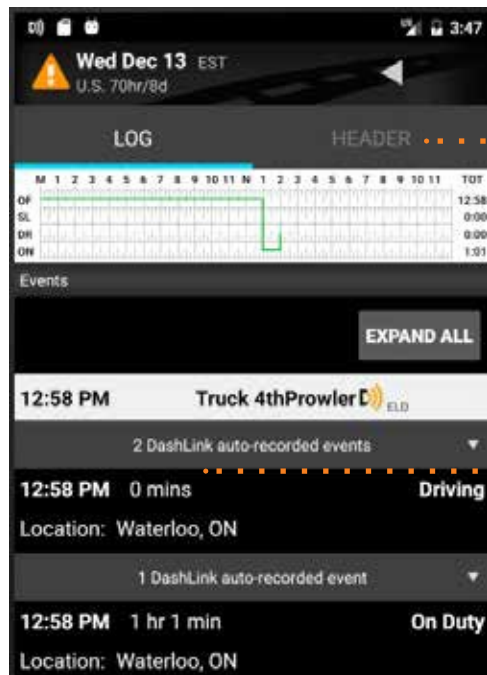 3:47
Wed Dec 13 EST
U.S. 70hr/8d
LOG HEADER
M 1 2 3 4 5 6 7 8 9 10 11 N 1 2 3 4 5 6 7 8 9 10 11 TOT
OF 12:58
SL 0:00
DR 0:00
ON 1:01
Events
EXPAND ALL
12:58 PM Truck 4thProwler D ELD
2 DashLink auto-recorded events
12:58 PM 0 mins Driving
Location: Waterloo, ON
1 DashLink auto-recorded event
12:58 PM 1 hr 1 min On Duty
Location: Waterloo, ON